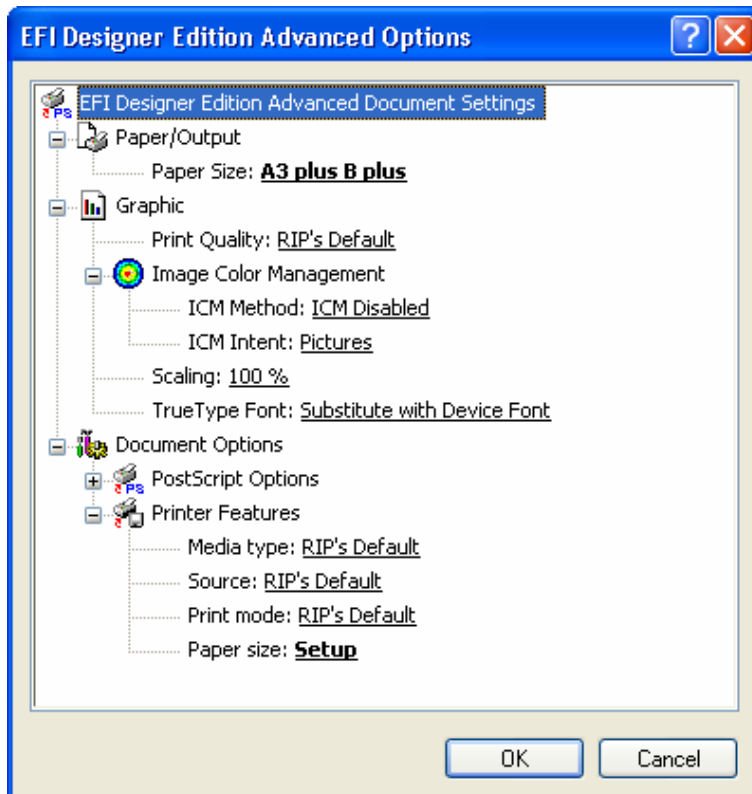 EFI Designer Edition Advanced Options
EFI Designer Edition Advanced Document Settings
Paper/Output
Paper Size: A3 plus B plus
Graphic
Print Quality: RIP's Default
Image Color Management
ICM Method: ICM Disabled
ICM Intent: Pictures
Scaling: 100 %
TrueType Font: Substitute with Device Font
Document Options
PostScript Options
Printer Features
Media type: RIP's Default
Source: RIP's Default
Print mode: RIP's Default
Paper size: Setup
OK Cancel